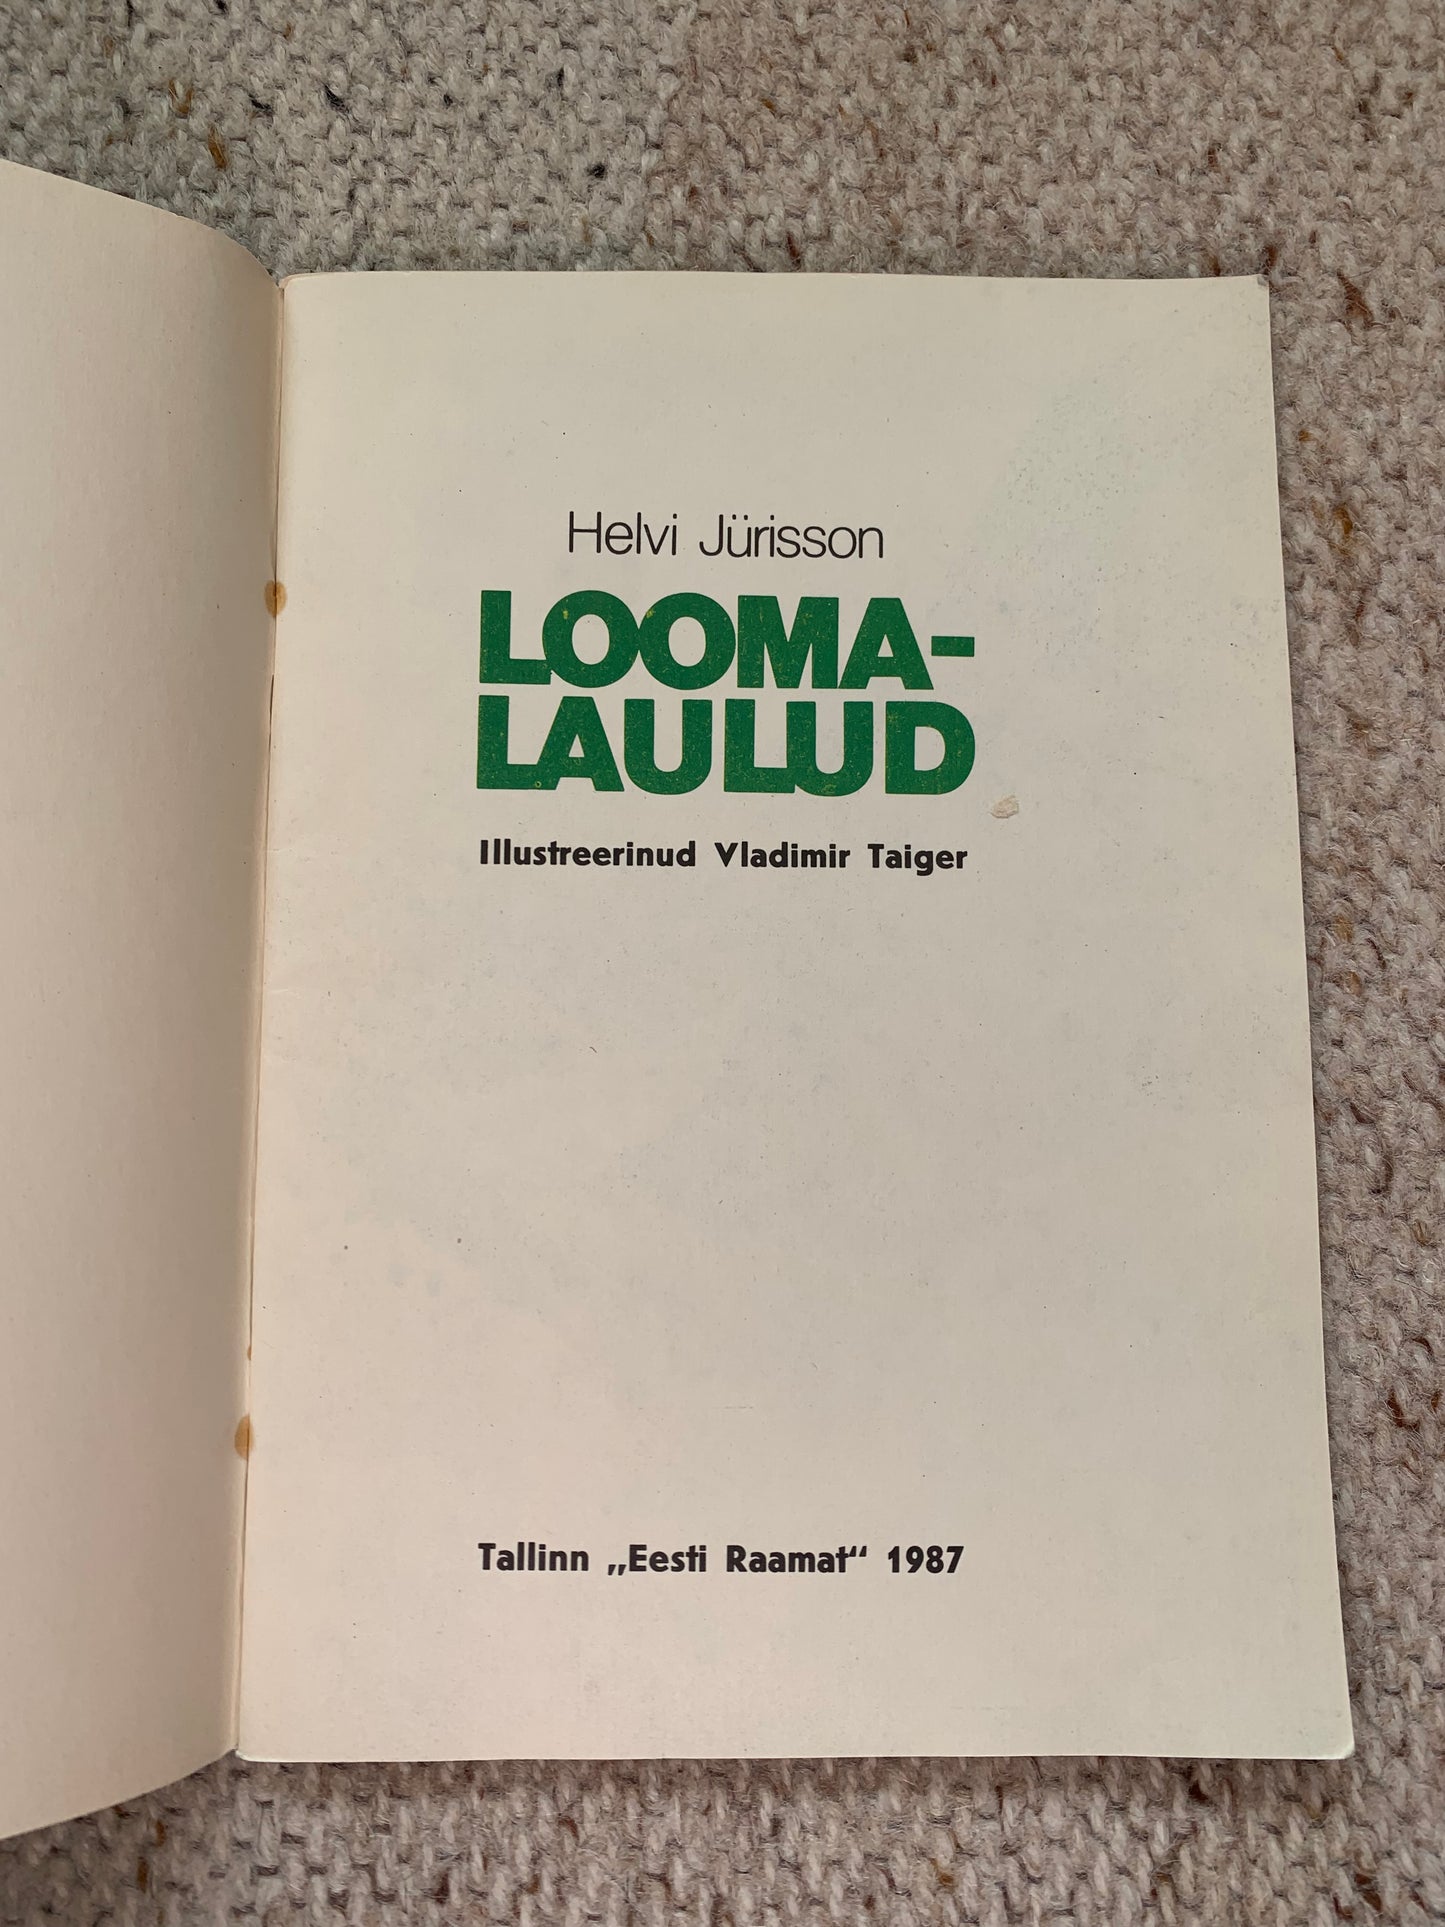 Helvi Jürisson
LOOMA-
LAULUD
Illustreerinud Vladimir Taiger
Tallinn „Eesti Raamat“ 1987